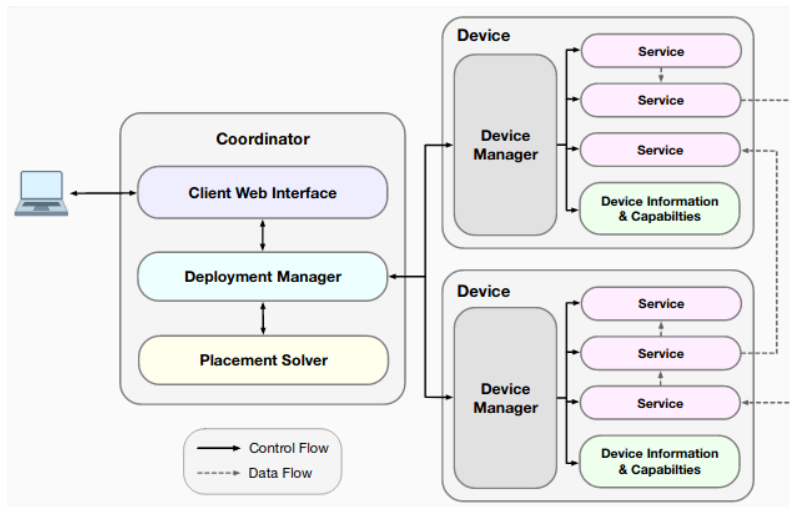 Coordinator
Client Web Interface
Deployment Manager
Placement Solver
Control Flow
Data Flow
Device
Device
Manager
Service
Service
Service
Device Information
& Capabilties
Device
Device
Manager
Service
Service
Service
Device Information
& Capabilties